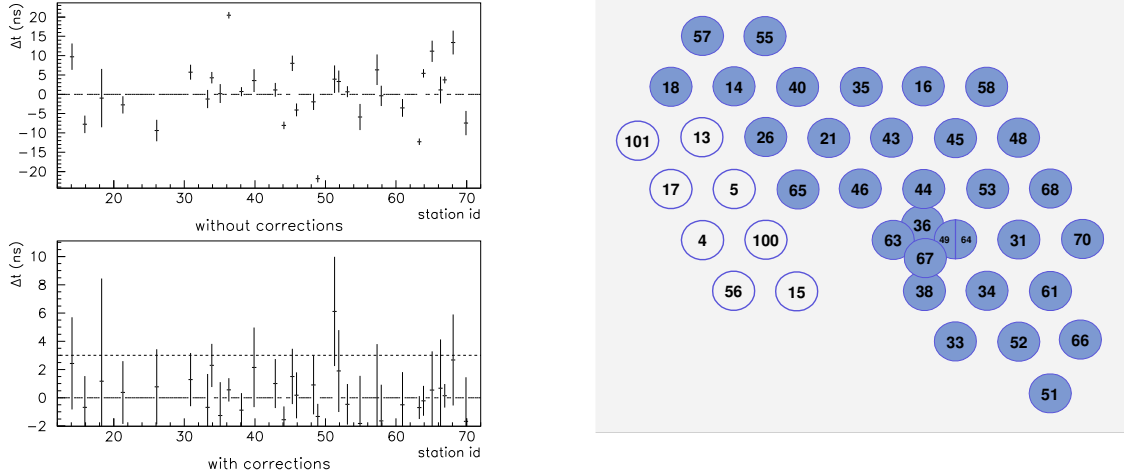 Δt (ns)
20
15
10
5
0
-5
-10
-15
-20
20 30 40 50 60 70
station id
without corrections
Δt (ns)
10
8
6
4
2
0
-2
20 30 40 50 60 70
station id
with corrections
57 55
18 14 40 35 16 58
101 13 26 21 43 45 48
17 5 65 46 44 53 68
36
4 100 63 49 64 31 70
67
56 15 38 34 61
33 52 66
51